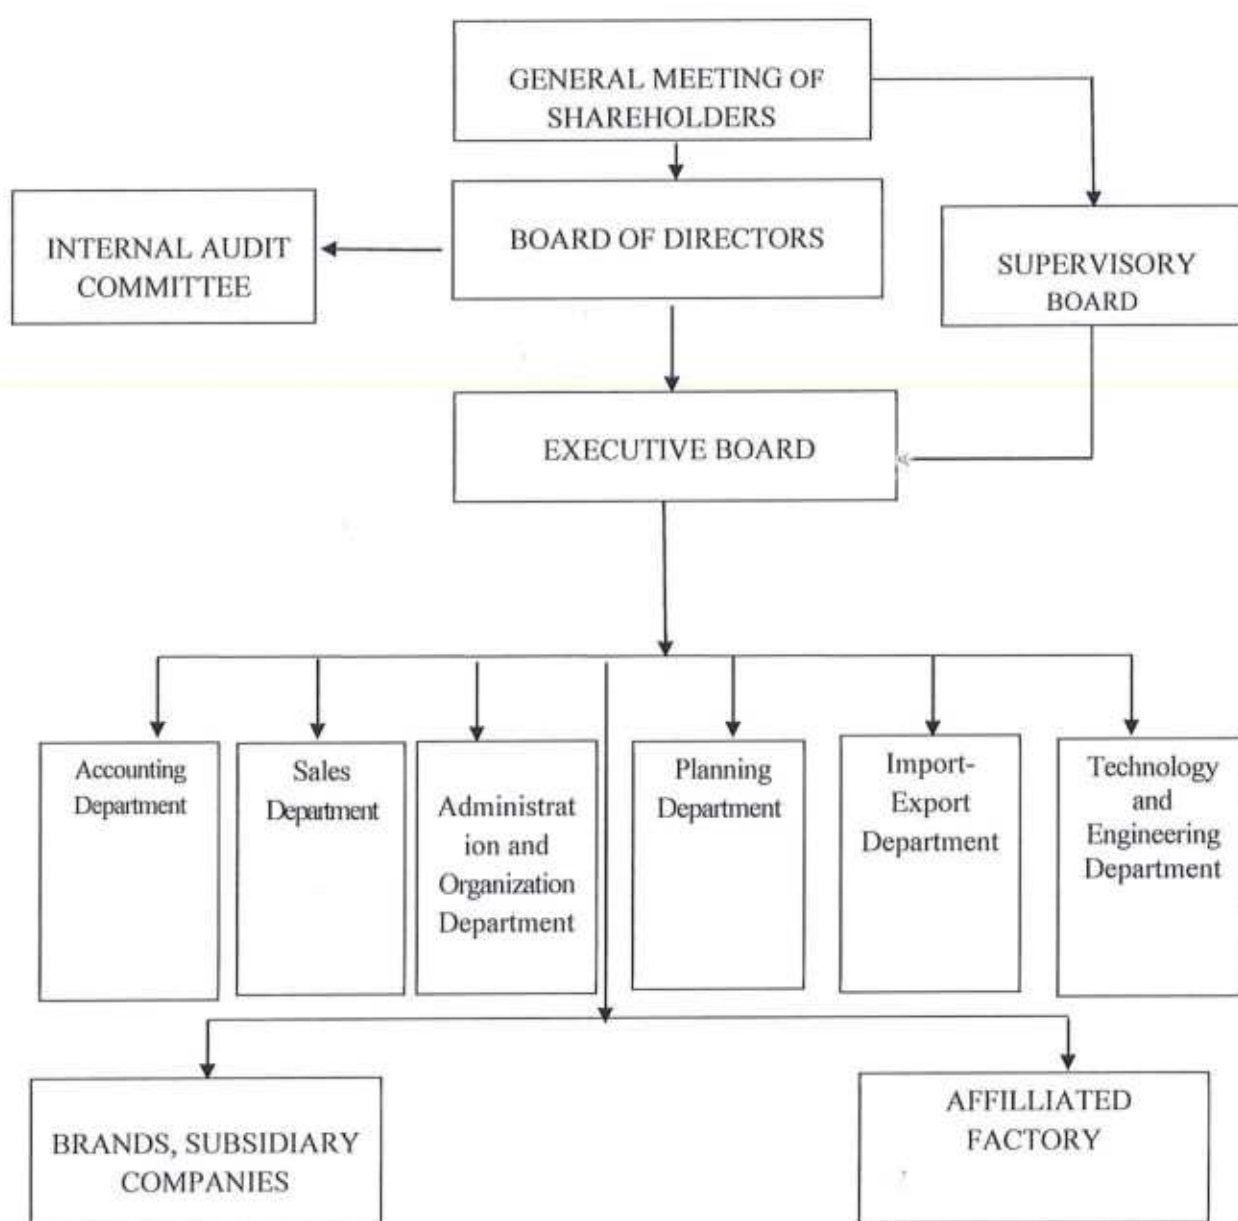 GENERAL MEETING OF
SHAREHOLDERS
INTERNAL AUDIT
COMMITTEE
BOARD OF DIRECTORS
SUPERVISORY
BOARD
EXECUTIVE BOARD
Accounting
Department
Sales
Department
Administrat
ion and
Organization
Department
Planning
Department
Import-
Export
Department
Technology
and
Engineering
Department
BRANDS, SUBSIDIARY
COMPANIES
AFFILLIATED
FACTORY